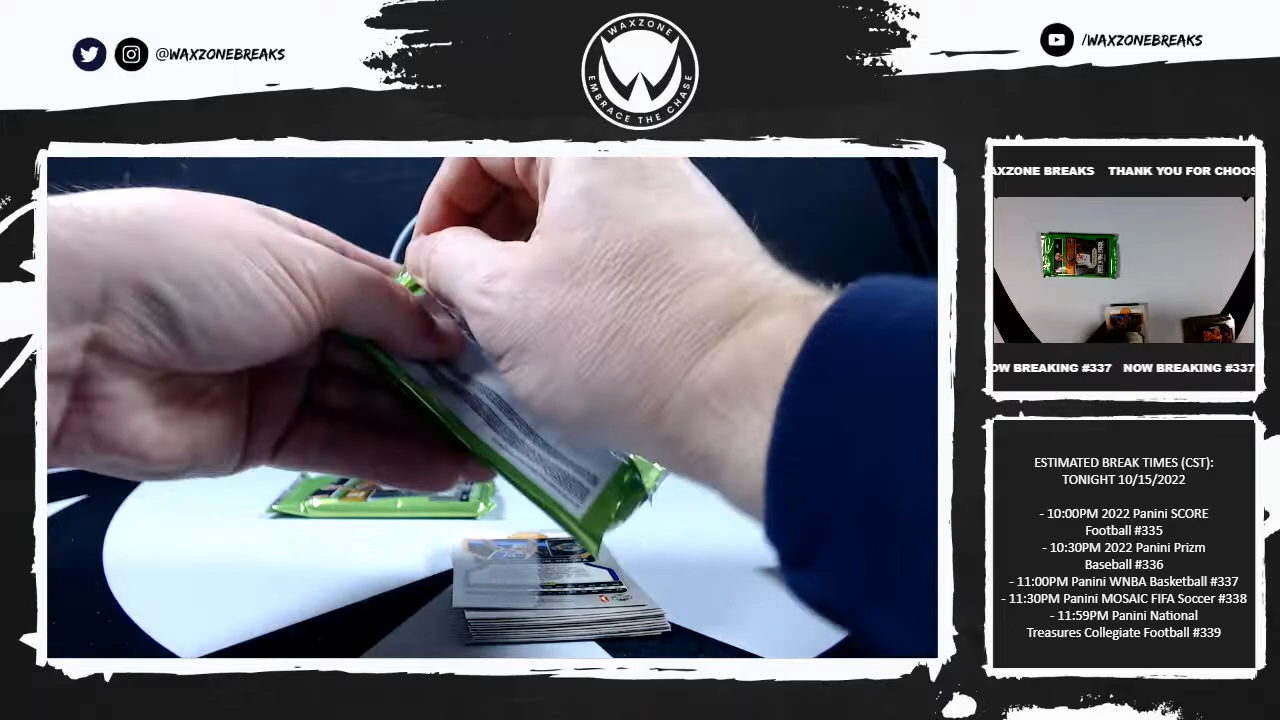 @WAXZONEBREAKS
WAXZONE
EMBRACE THE CHASE
/WAXZONEBREAKS
AXZONE BREAKS THANK YOU FOR CHOOS
OW BREAKING #337 NOW BREAKING #337
ESTIMATED BREAK TIMES (CST):
TONIGHT 10/15/2022
- 10:00PM 2022 Panini SCORE
Football #335
- 10:30PM 2022 Panini Prizm
Baseball #336
- 11:00PM Panini WNBA Basketball #337
- 11:30PM Panini MOSAIC FIFA Soccer #338
- 11:59PM Panini National
Treasures Collegiate Football #339